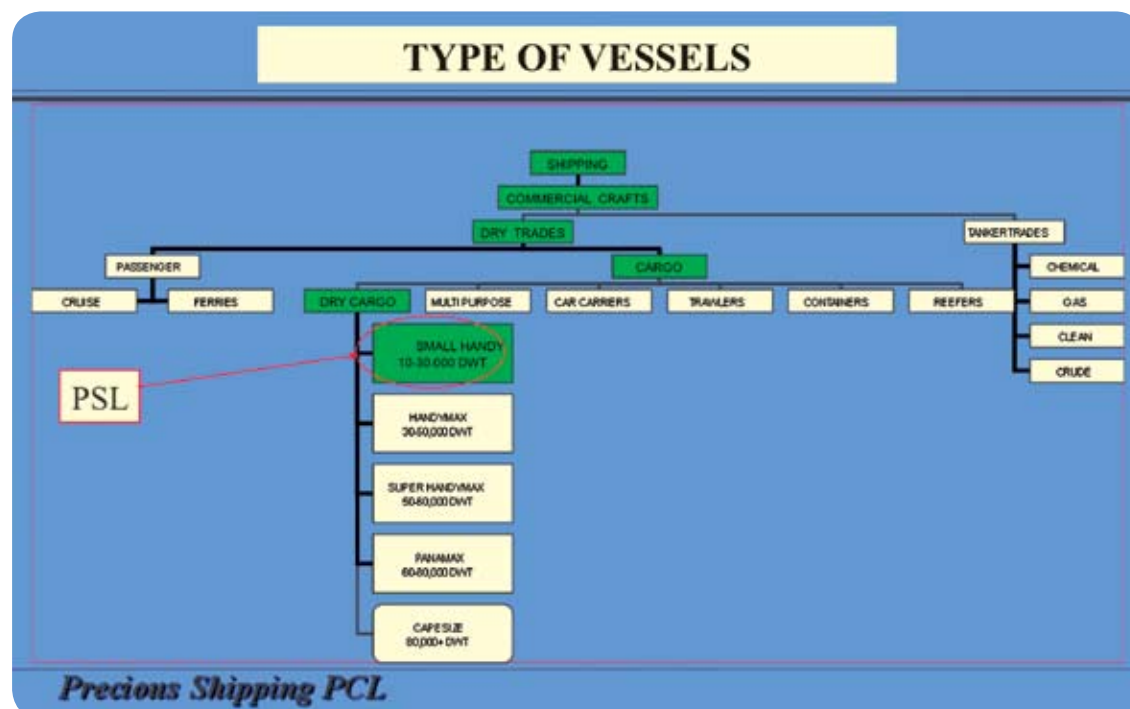 TYPE OF VESSELS
SHIPPING
COMMERCIAL CRAFTS
DRY TRADES
TANKER TRADES
PASSENGER
CARGO
CHEMICAL
CRUISE
FERRIES
DRY CARGO
MULTI PURPOSE
CAR CARRIERS
TRAWLERS
CONTAINERS
REEFERS
GAS
SMALL HANDY
10-30-000 DWT
CLEAN
CRUDE
PSL
HANDYMAX
30-50,000 DWT
SUPER HANDYMAX
50-60,000 DWT
PANAMAX
60-80,000 DWT
CAPE SIZE
80,000+ DWT
Precious Shipping PCL